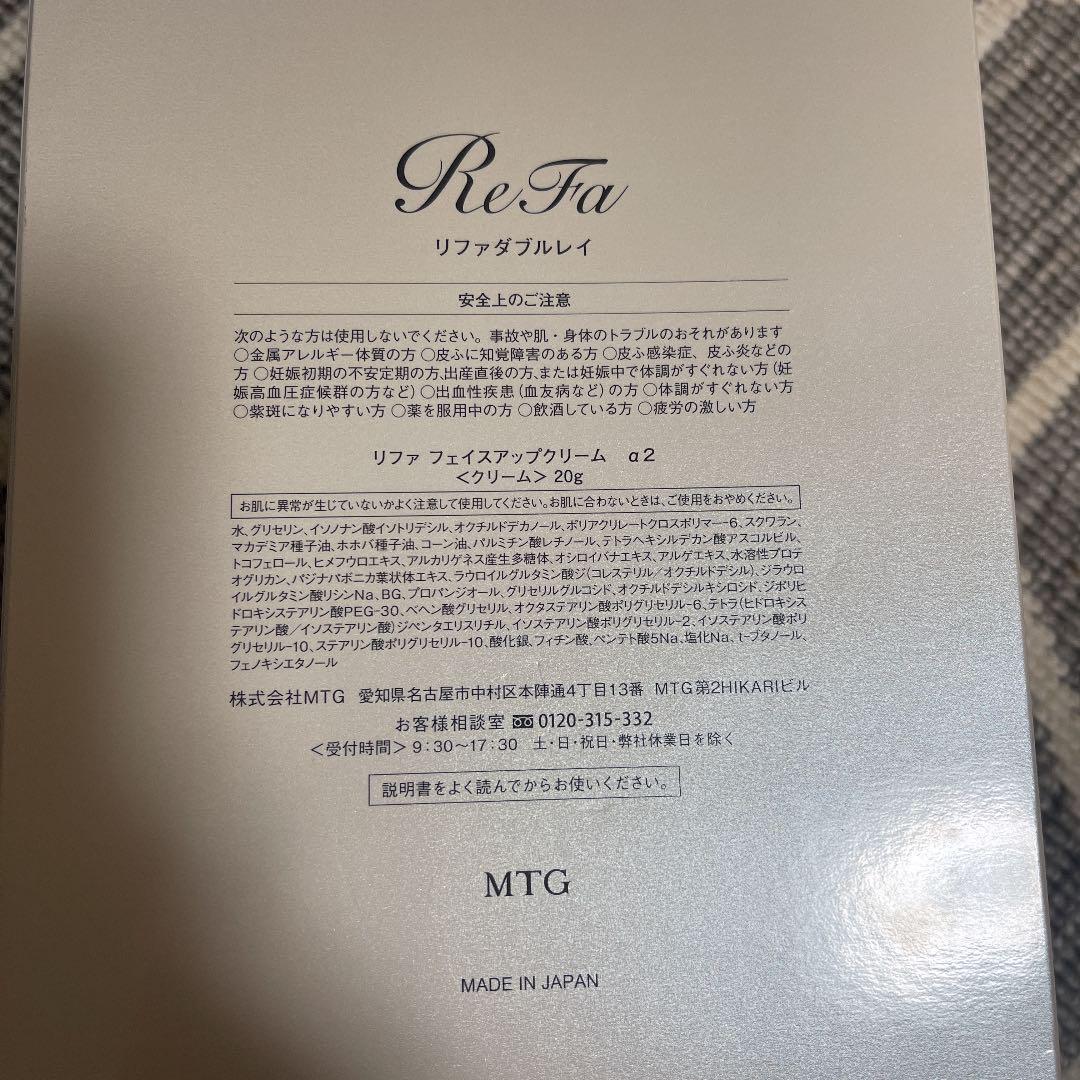 ReFa
リファダブルレイ
安全上のご注意
次のような方は使用しないでください。事故や肌・身体のトラブルのおそれがあります
○金属アレルギー体質の方 ○皮ふに知覚障害のある方 ○皮ふ感染症、皮ふ炎などの
方 ○妊娠初期の不安定期の方、出産直後の方、または妊娠中で体調がすぐれない方(妊
娠高血圧症候群の方など) ○出血性疾患(血友病など)の方 ○体調がすぐれない方
○紫斑になりやすい方 ○薬を服用中の方 ○飲酒している方 ○疲労の激しい方
リファ フェイスアップクリーム α2
<クリーム> 20g
お肌に異常が生じていないかよく注意して使用してください。お肌に合わないときは、ご使用をおやめください。
水、グリセリン、イソノナン酸イソトリデシル、オクチルドデカノール、ポリアクリレートクロスポリマー-6、スクワラン、
マカデミア種子油、ホホバ種子油、コーン油、パルミチン酸レチノール、テトラヘキシルデカン酸アスコルビル、
トコフェロール、ヒメフウロエキス、アルカリゲネス産生多糖体、オシロイバナエキス、アルゲエキス、水溶性プロテ
オグリカン、パジナパボニカ葉状体エキス、ラウロイルグルタミン酸ジ(コレステリル/オクチルドデシル)、ジラウロ
イルグルタミン酸リシンNa、BG、プロパンジオール、グリセリルグルコシド、オクチルドデシルキシロシド、ジポリヒ
ドロキシステアリン酸PEG-30、ベヘン酸グリセリル、オクタステアリン酸ポリグリセリル-6、テトラ(ヒドロキシス
テアリン酸/イソステアリン酸)ジペンタエリスリチル、イソステアリン酸ポリグリセリル-2、イソステアリン酸ポリ
グリセリル-10、ステアリン酸ポリグリセリル-10、酸化銀、フィチン酸、ペンテト酸5Na、塩化Na、t-ブタノール、
フェノキシエタノール
株式会社MTG 愛知県名古屋市中村区本陣通4丁目13番 MTG第2HIKARIビル
お客様相談室 0120-315-332
<受付時間> 9:30〜17:30 土・日・祝日・弊社休業日を除く
説明書をよく読んでからお使いください。
MTG
MADE IN JAPAN